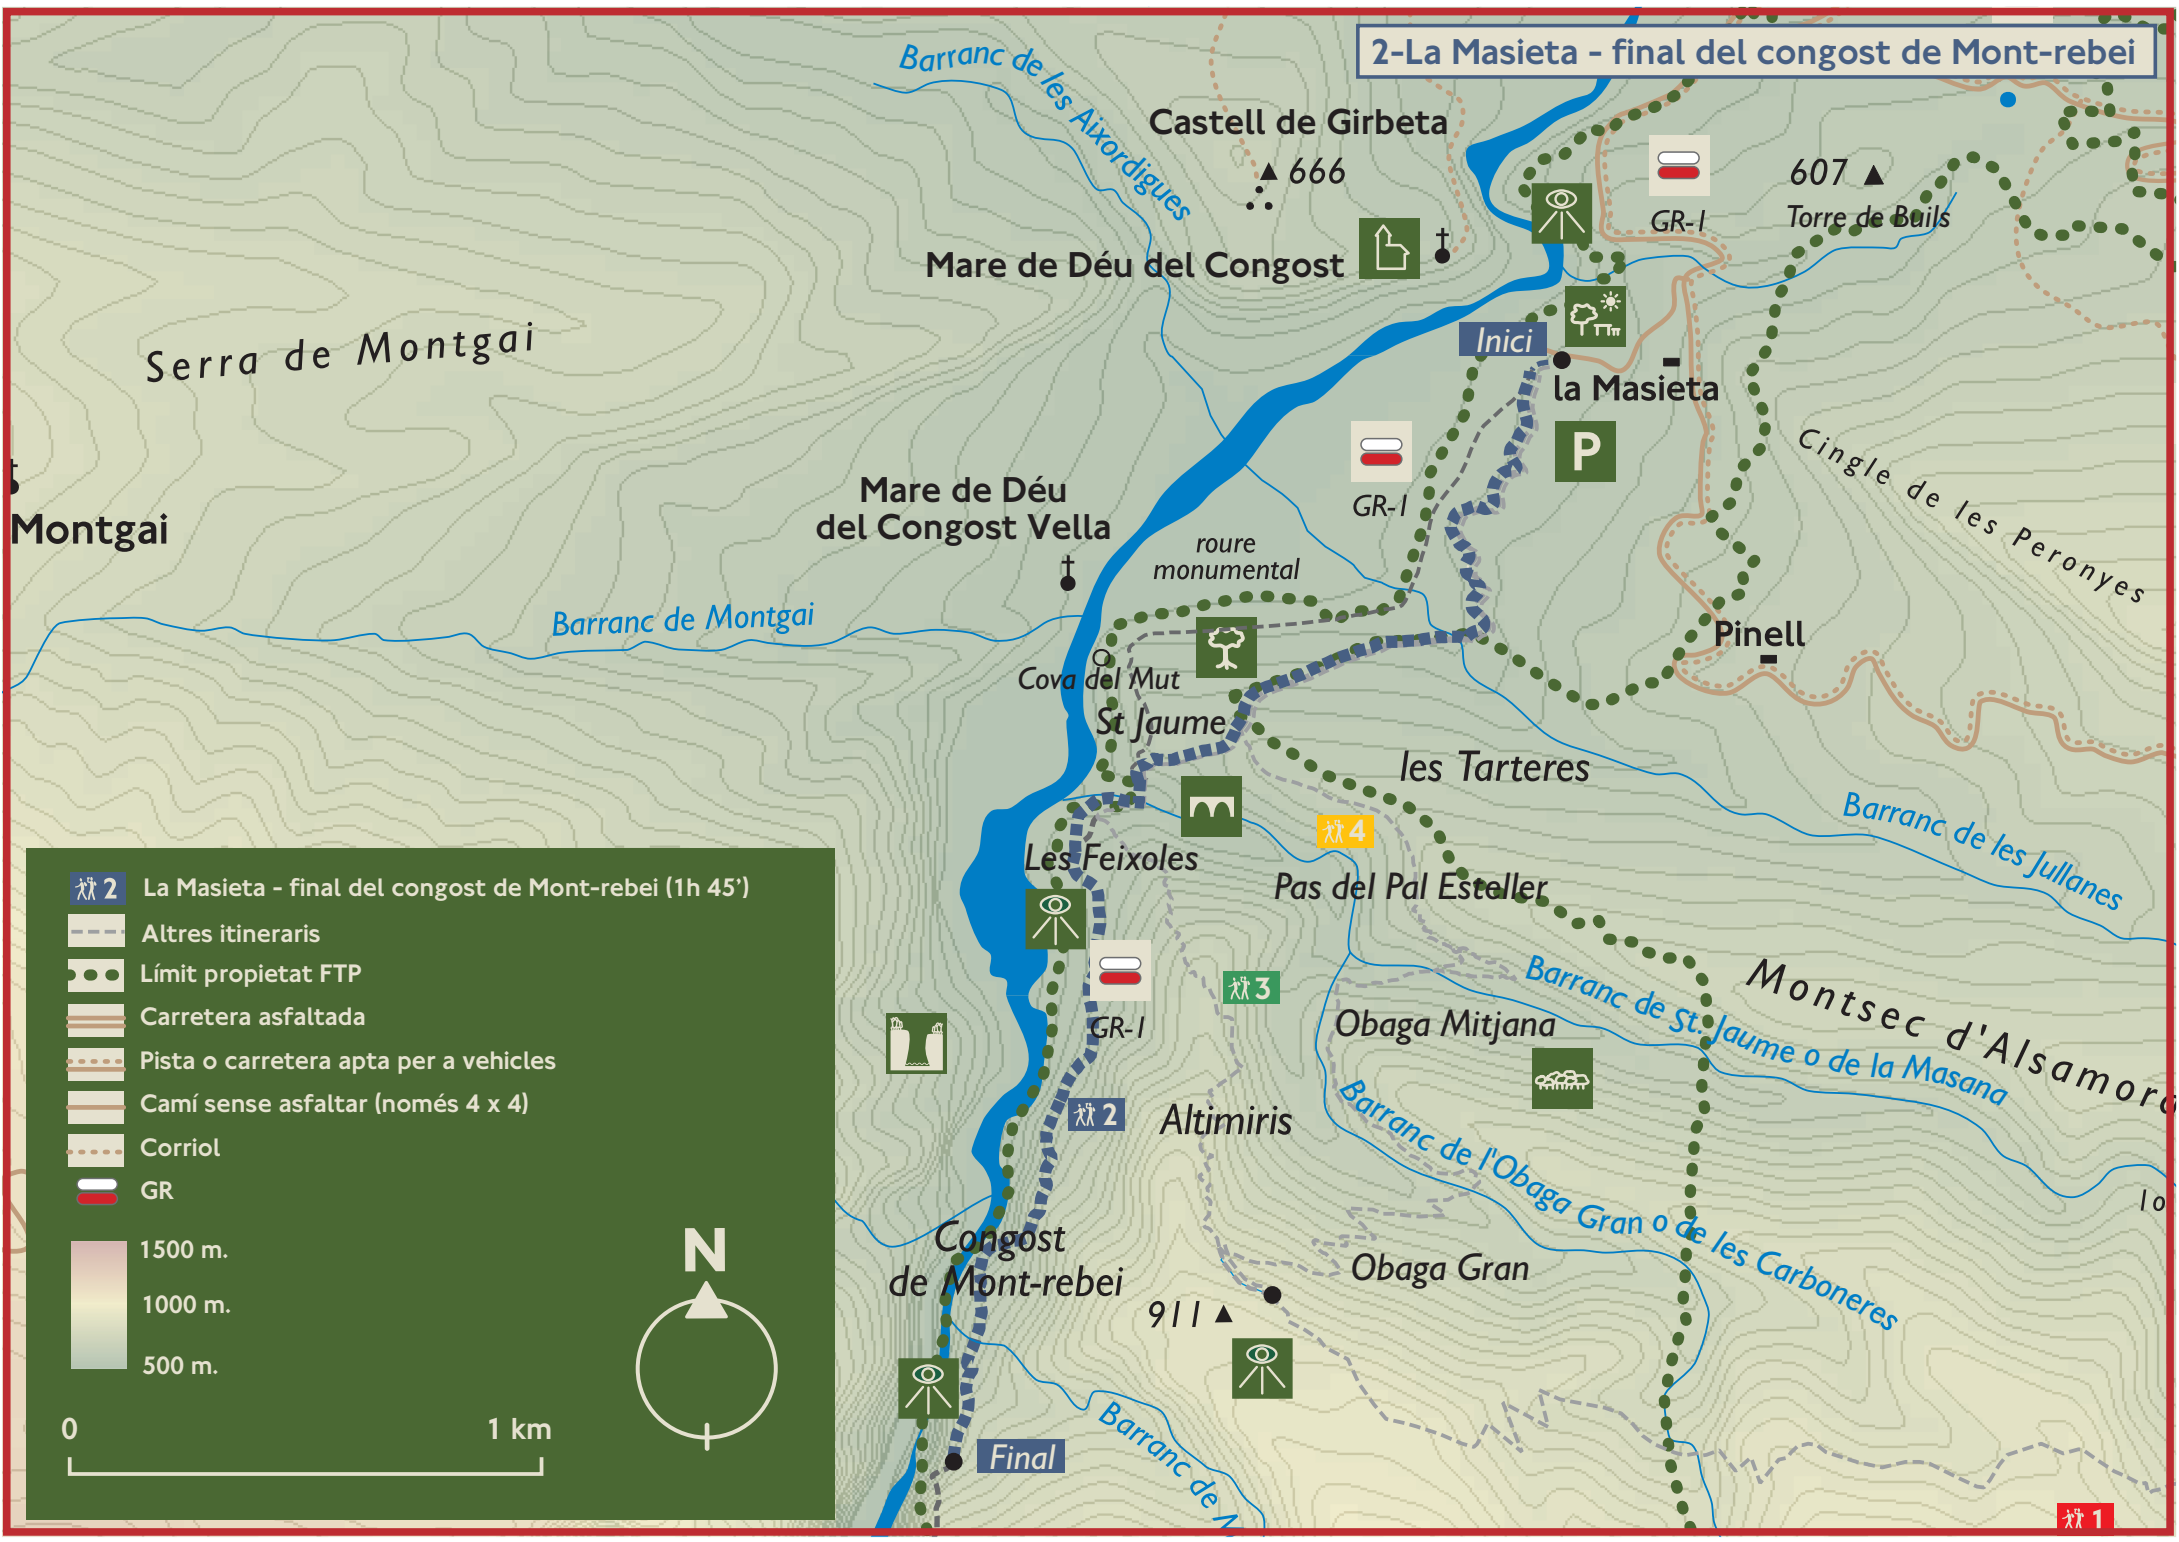 2-La Masieta - final del congost de Mont-rebei
Barranc de les Aixordigues
Castell de Girbeta
666
607
GR-1
Torre de Buils
Mare de Déu del Congost
Serra de Montgai
Inici
la Masieta
P
Cingle de les Peronyes
Montgai
Mare de Déu
del Congost Vella
GR-1
roure
monumental
Barranc de Montgai
Pinell
Cova del Mut
St Jaume
les Tarteres
Barranc de les Jullanes
4
Les Feixoles
Pas del Pal Esteller
3
GR-1
Barranc de St. Jaume o de la Masana
Montsec d'Alsamora
Obaga Mitjana
2
Altimiris
Barranc de l'Obaga Gran o de les Carboneres
Congost
de Mont-rebei
Obaga Gran
911
Barranc de
Final
1
2 La Masieta - final del congost de Mont-rebei (1h 45’)
Altres itineraris
Límit propietat FTP
Carretera asfaltada
Pista o carretera apta per a vehicles
Camí sense asfaltar (només 4 x 4)
Corriol
GR
1500 m.
1000 m.
500 m.
N
0 1 km